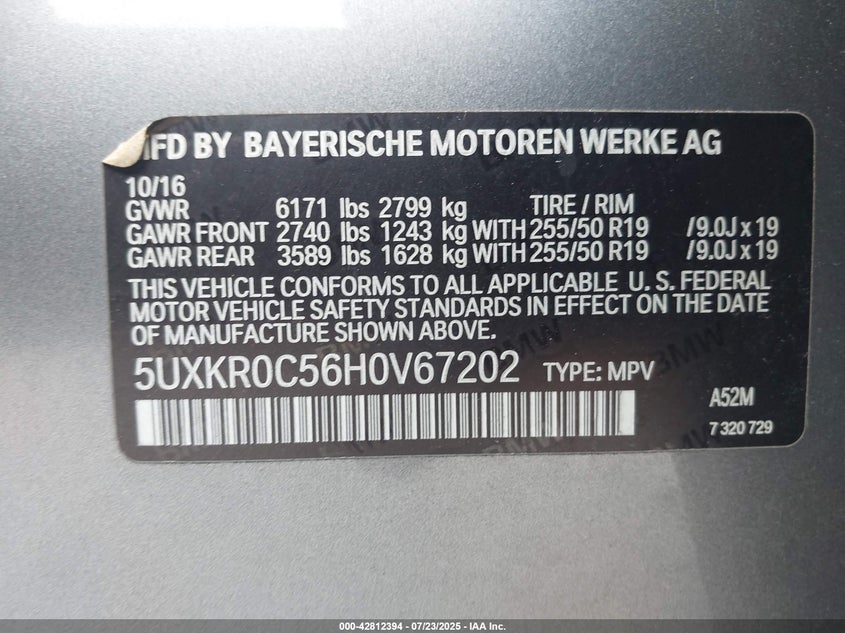 MFD BY BAYERISCHE MOTOREN WERKE AG
10/16
GVWR 6171 lbs 2799 kg TIRE / RIM
GAWR FRONT 2740 lbs 1243 kg WITH 255/50 R19 /9.0J x 19
GAWR REAR 3589 lbs 1628 kg WITH 255/50 R19 /9.0J x 19
THIS VEHICLE CONFORMS TO ALL APPLICABLE U. S. FEDERAL
MOTOR VEHICLE SAFETY STANDARDS IN EFFECT ON THE DATE
OF MANUFACTURE SHOWN ABOVE.
5UXKR0C56H0V67202 TYPE: MPV
A52M
7 320 729
BMW
000-42812394 - 07/23/2025 - IAA Inc.